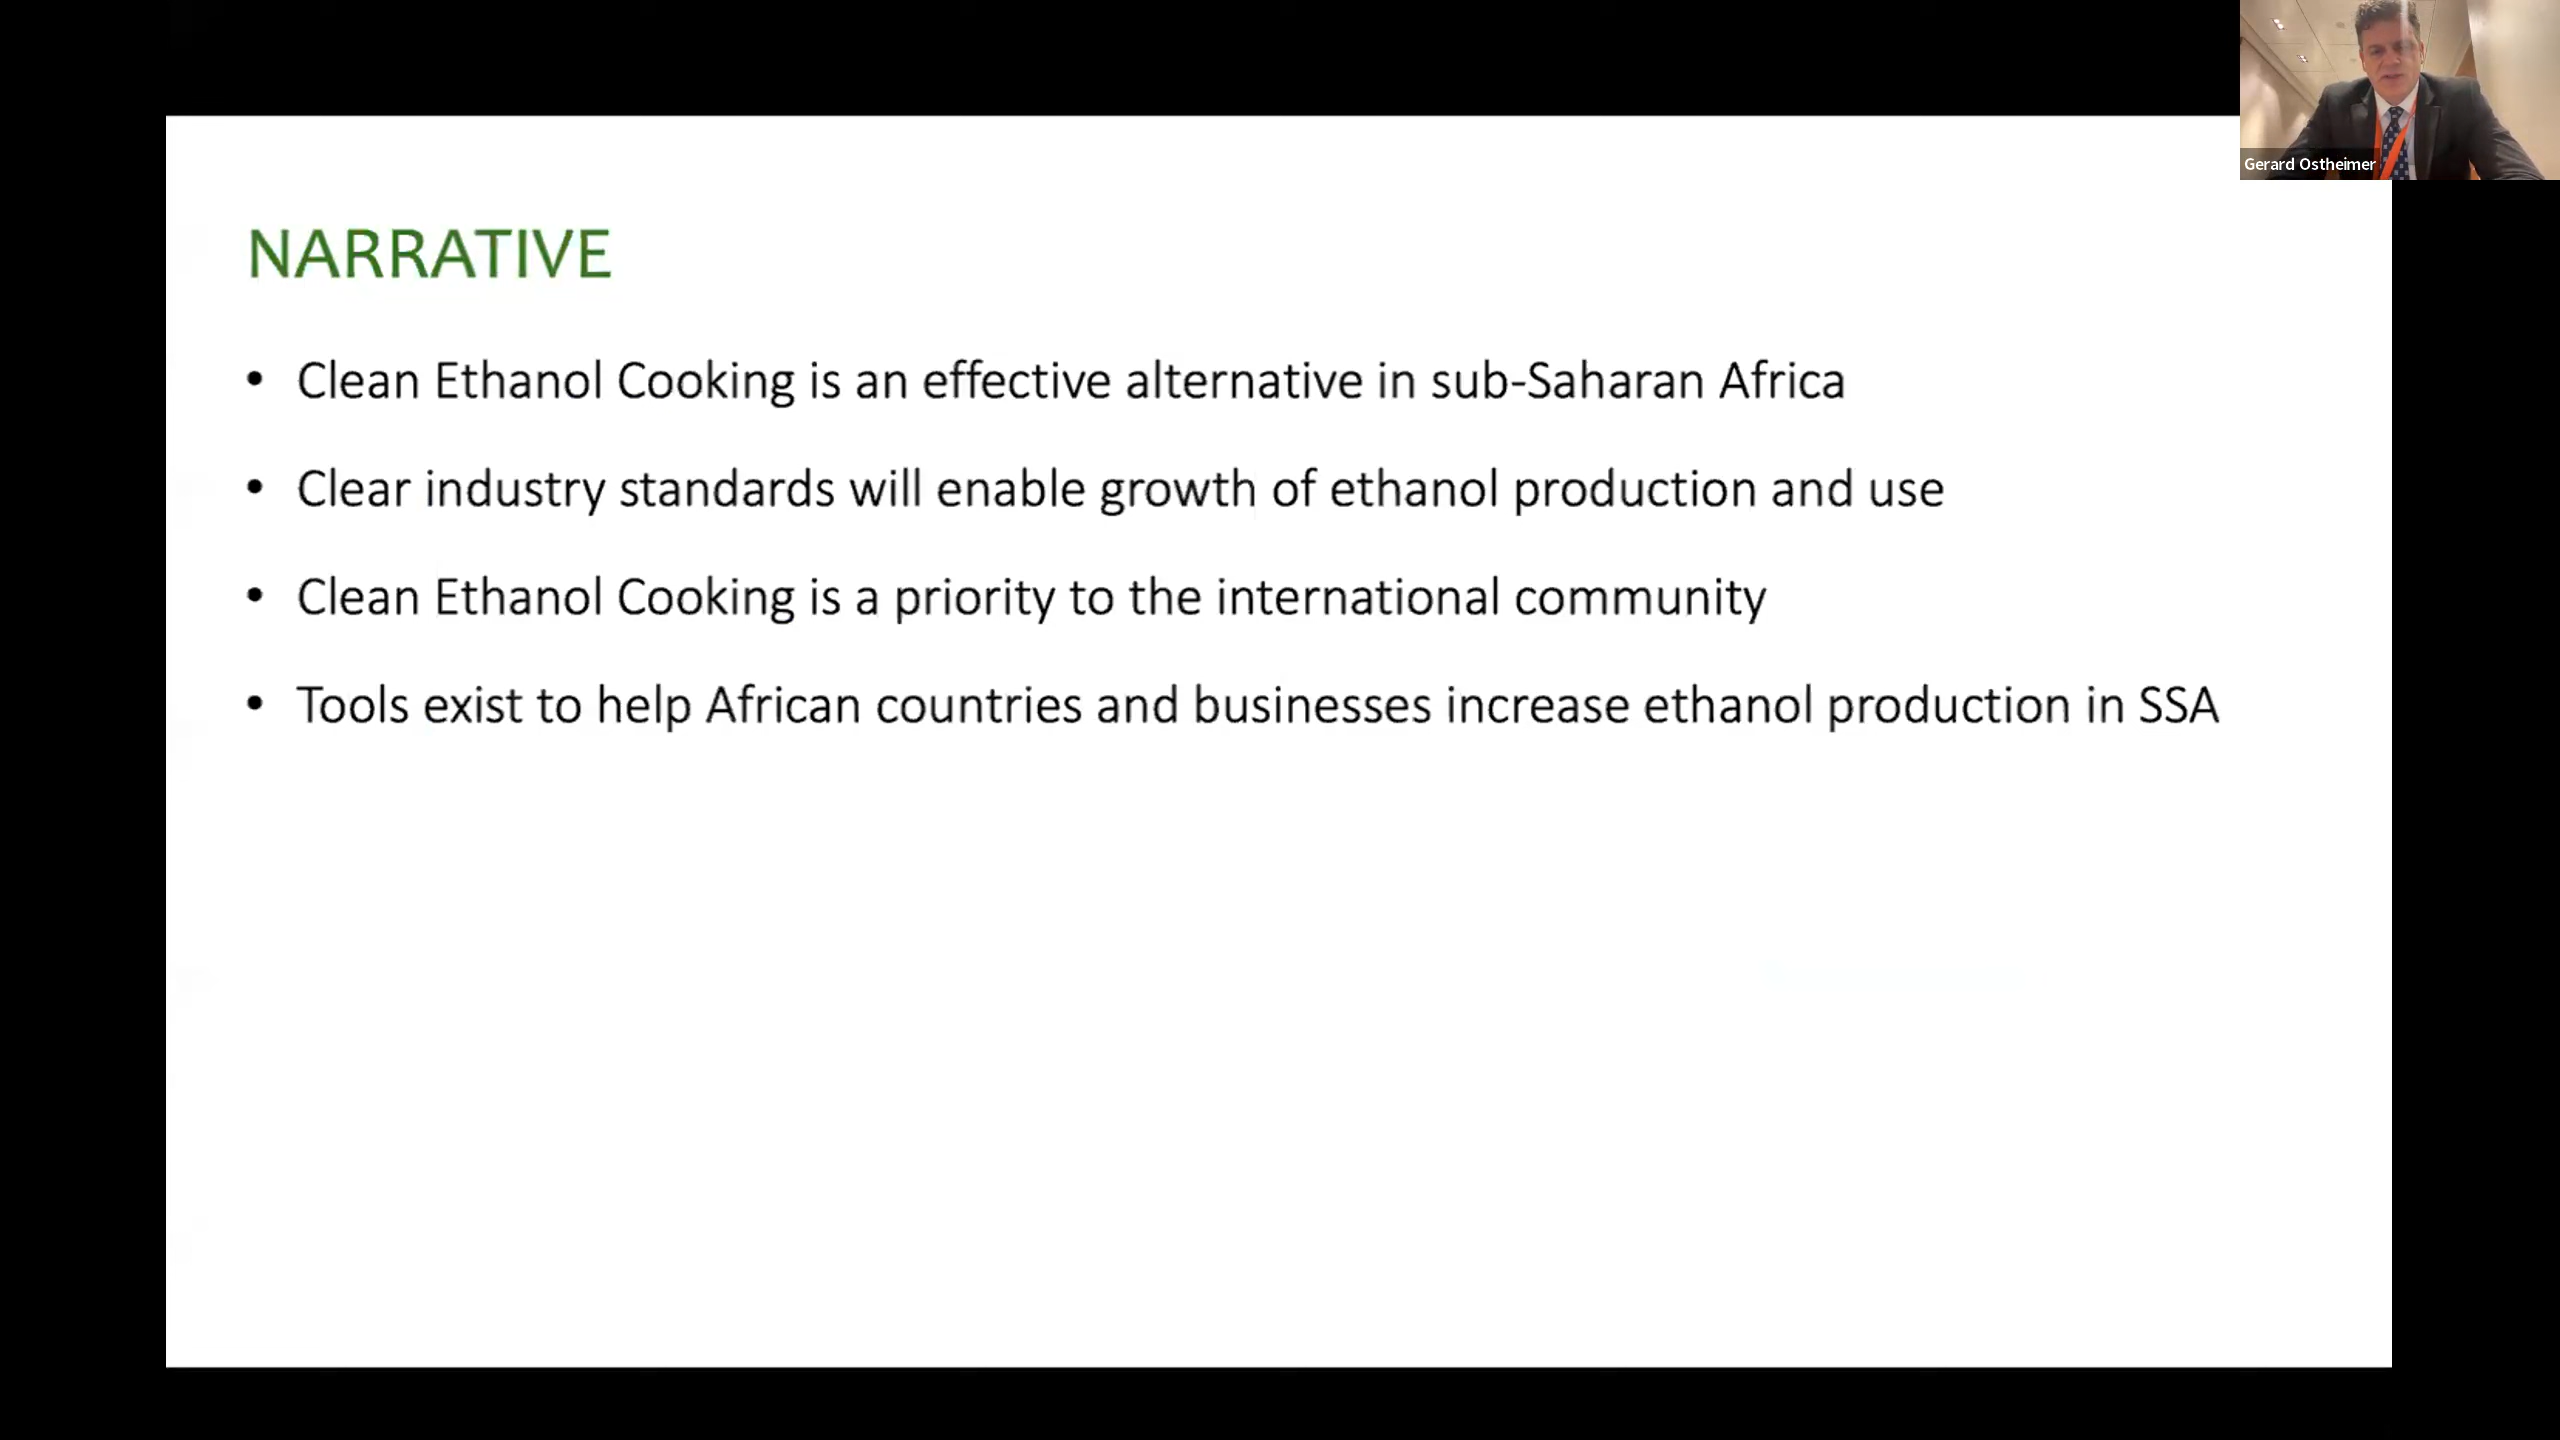 Gerard Ostheimer
NARRATIVE
• Clean Ethanol Cooking is an effective alternative in sub-Saharan Africa
• Clear industry standards will enable growth of ethanol production and use
• Clean Ethanol Cooking is a priority to the international community
• Tools exist to help African countries and businesses increase ethanol production in SSA